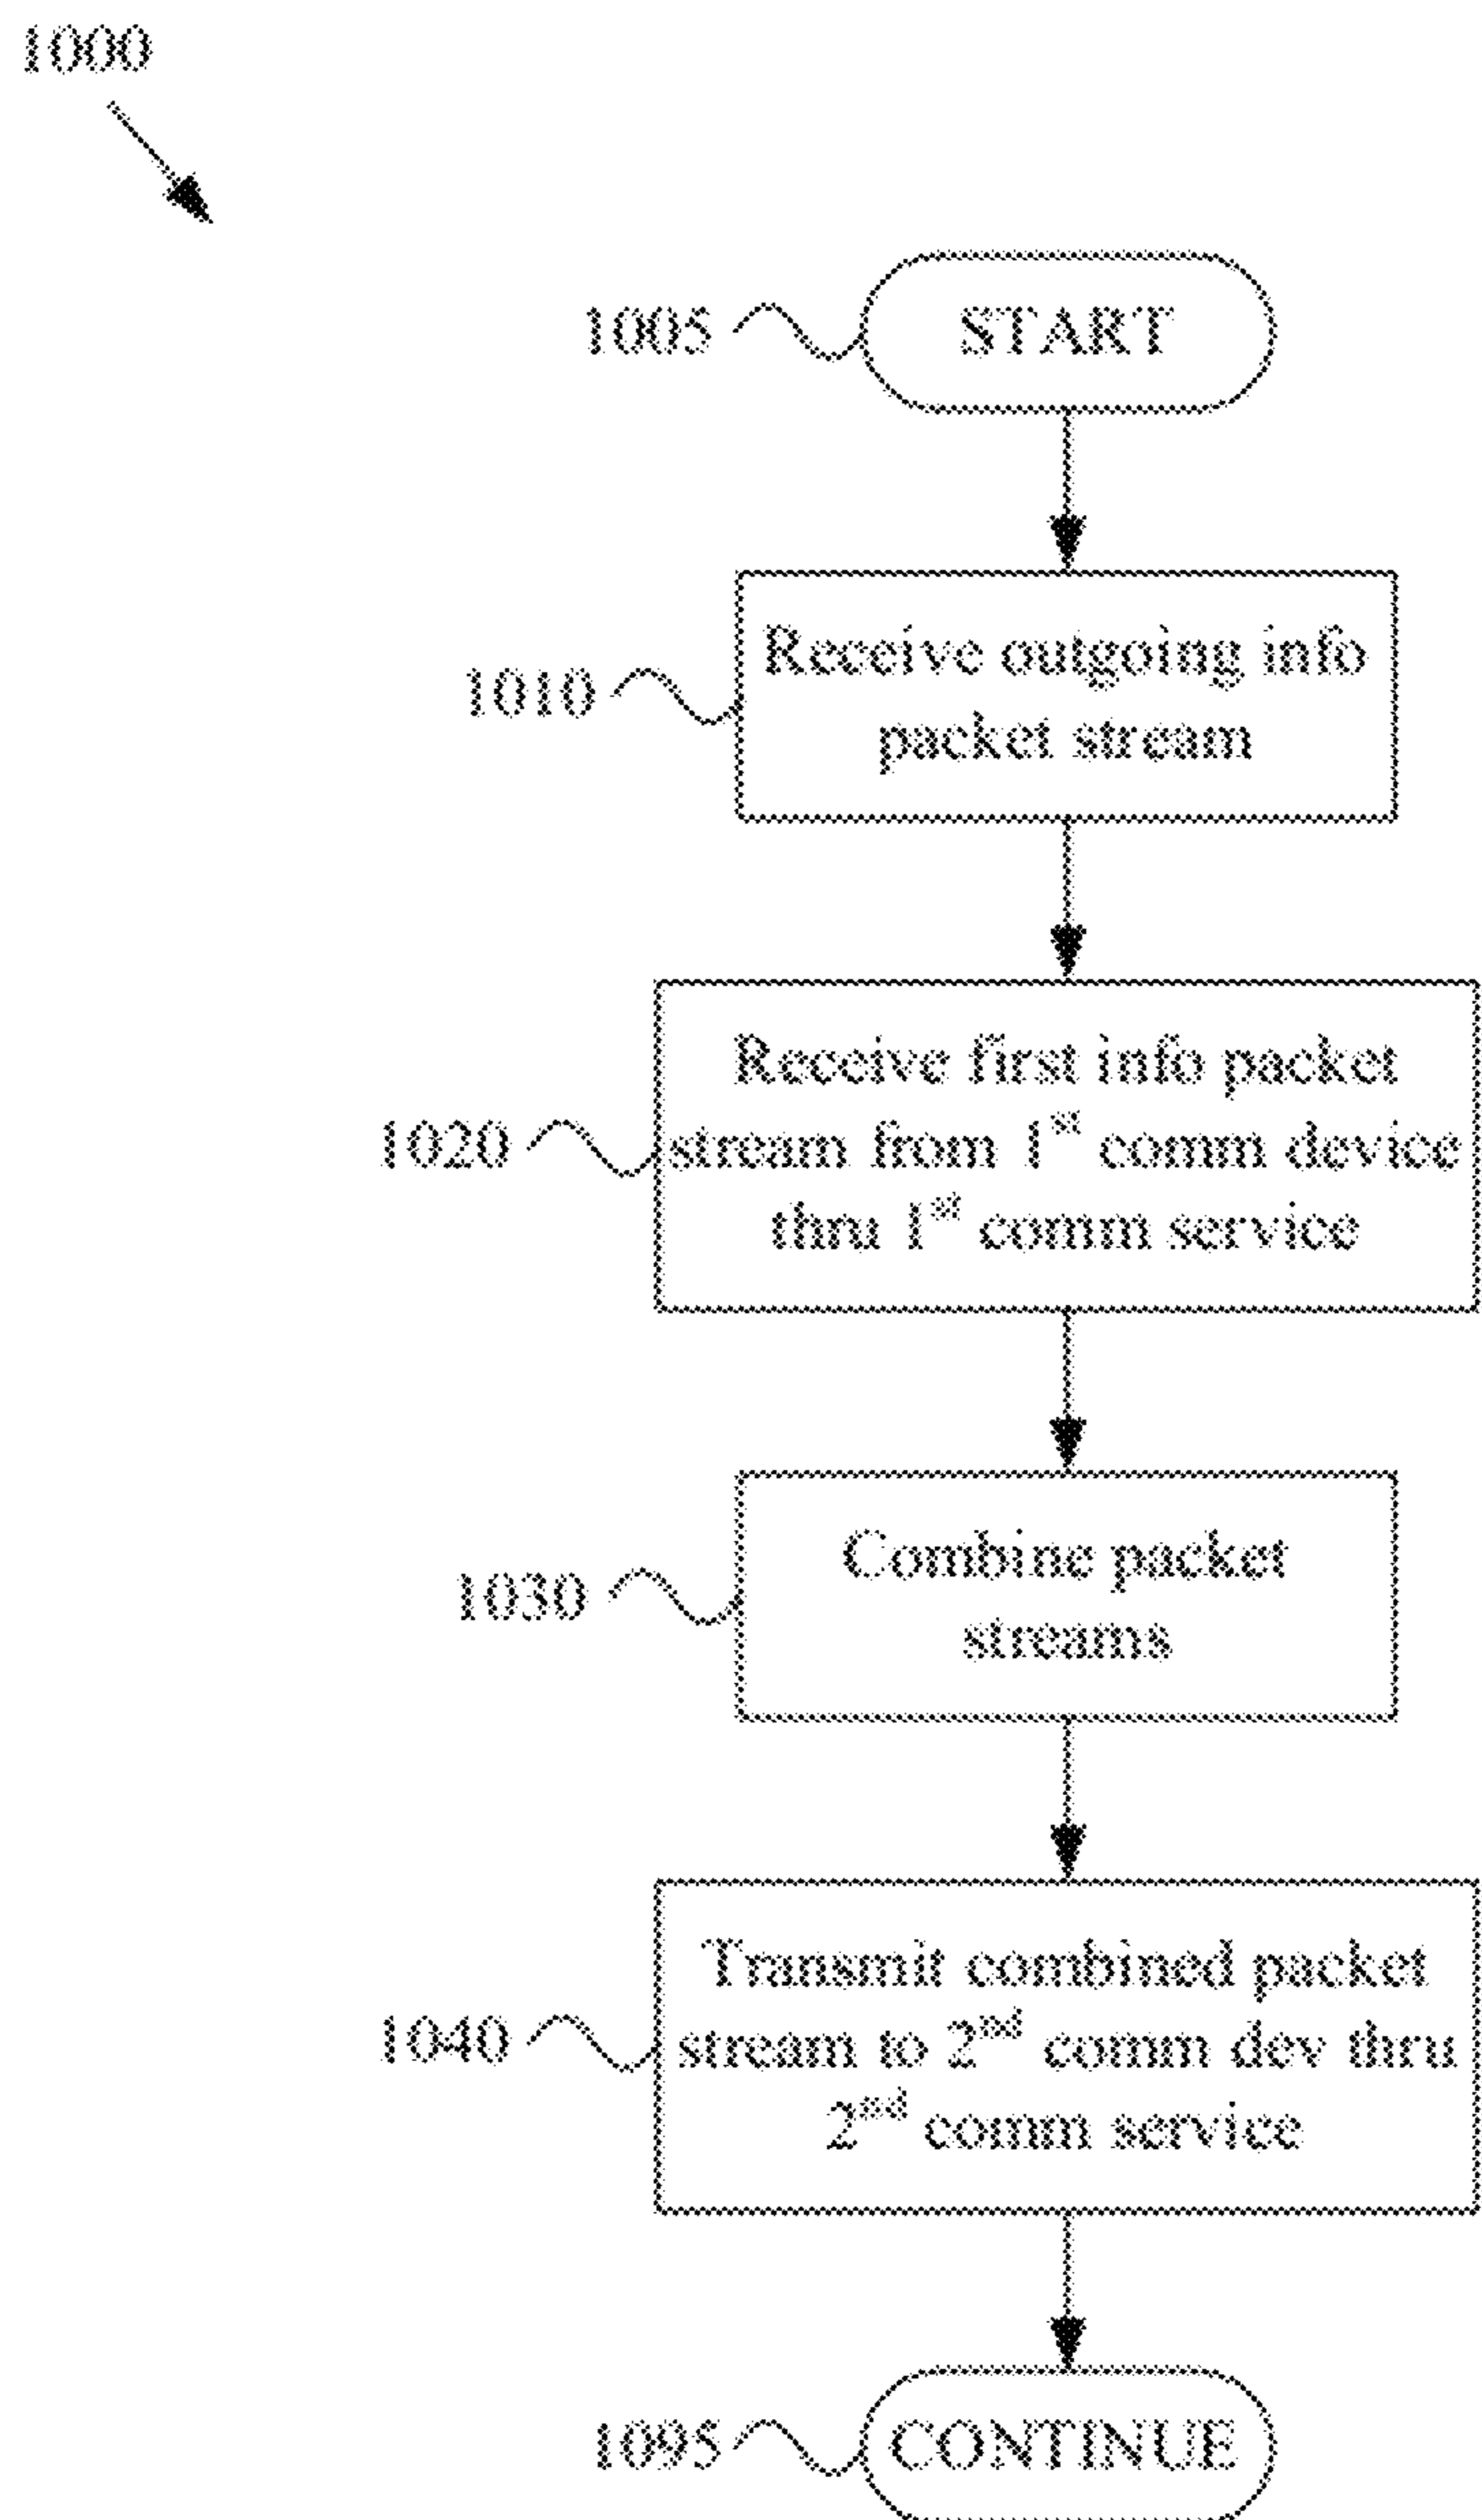 1000
1005
START
1010
Receive outgoing info
packet stream
1020
Receive first info packet
stream from 1st comm device
thru 1st comm service
1030
Combine packet
streams
1040
Transmit combined packet
stream to 2nd comm dev thru
2nd comm service
1095
CONTINUE